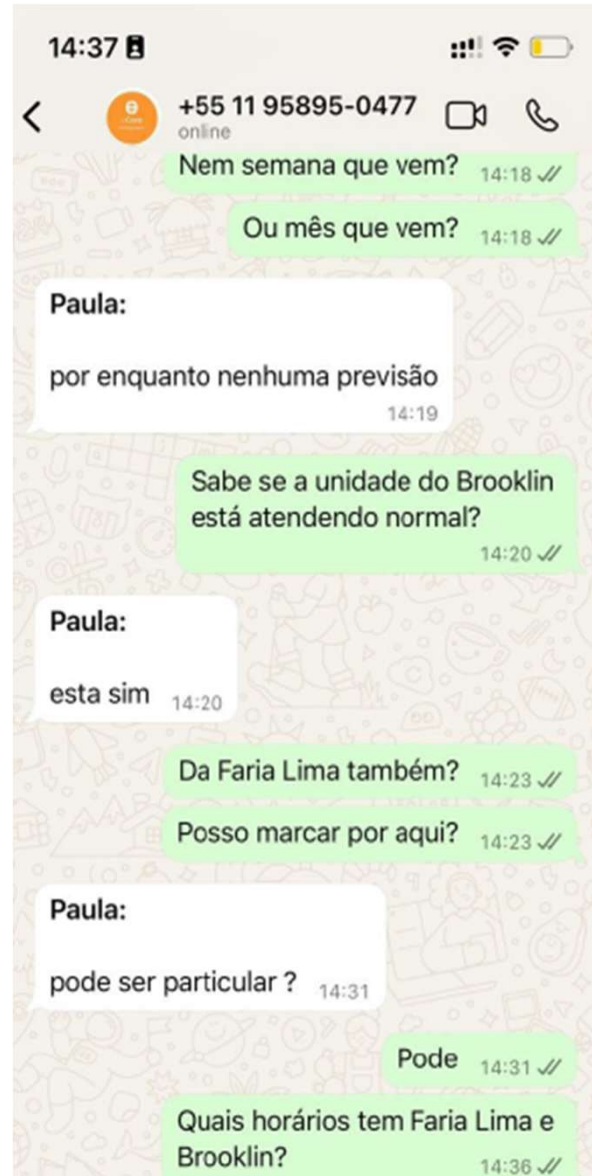 14:37
+55 11 95895-0477
online
Nem semana que vem? 14:18
Ou mês que vem? 14:18
Paula:
por enquanto nenhuma previsão
14:19
Sabe se a unidade do Brooklin
está atendendo normal?
14:20
Paula:
esta sim 14:20
Da Faria Lima também? 14:23
Posso marcar por aqui? 14:23
Paula:
pode ser particular ? 14:31
Pode 14:31
Quais horários tem Faria Lima e
Brooklin? 14:36